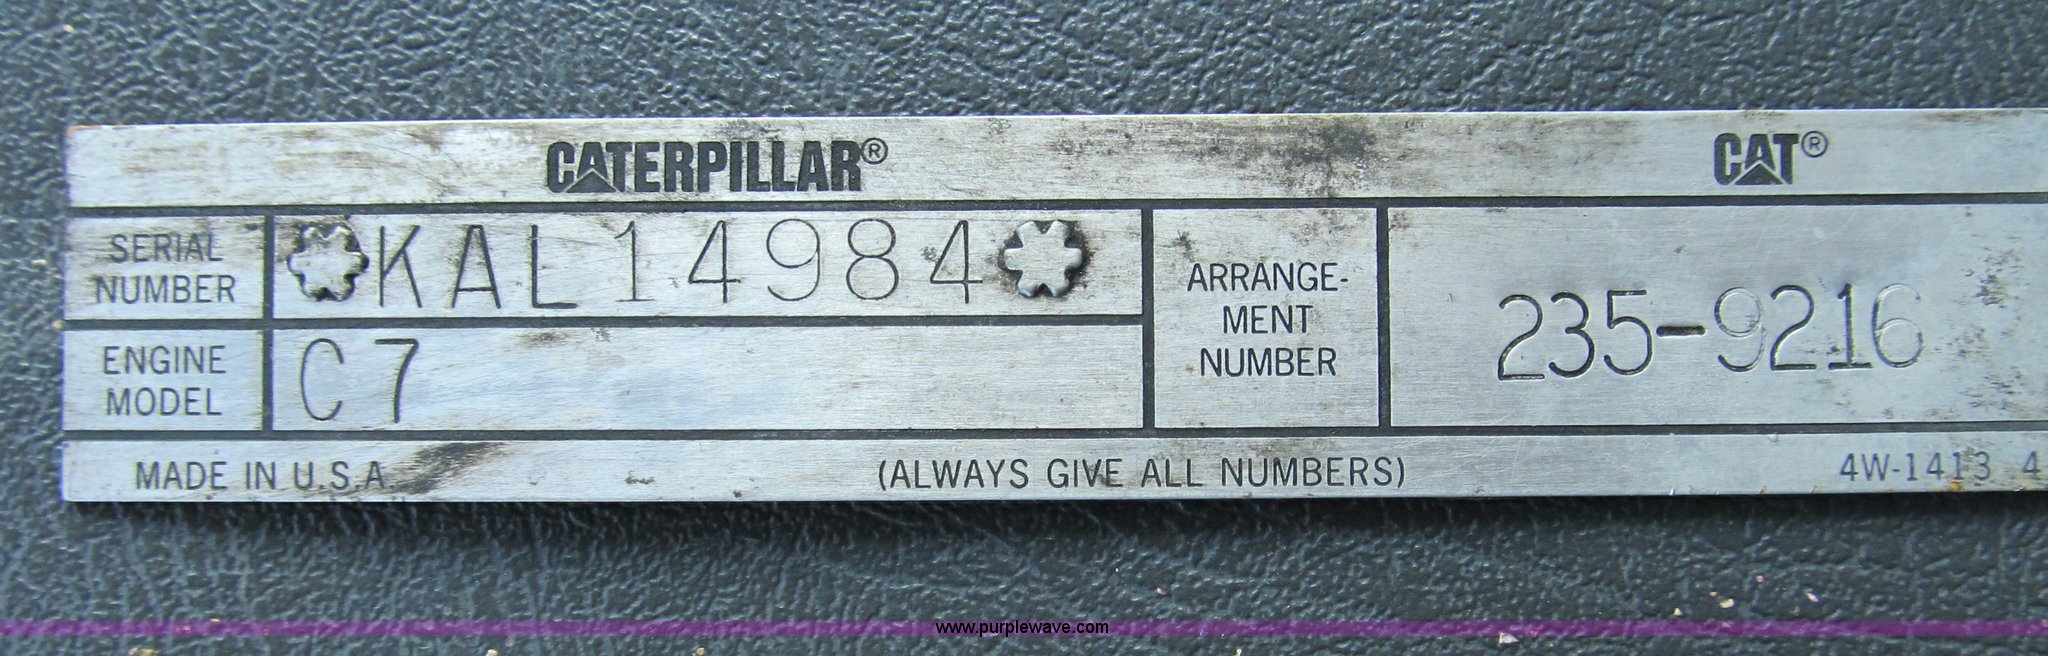 CATERPILLAR®
CAT®
SERIAL
NUMBER
*KAL14984*
ENGINE
MODEL
C7
ARRANGE-
MENT
NUMBER
235-9216
MADE IN U.S.A.
(ALWAYS GIVE ALL NUMBERS)
4W-1413 4
www.purplewave.com